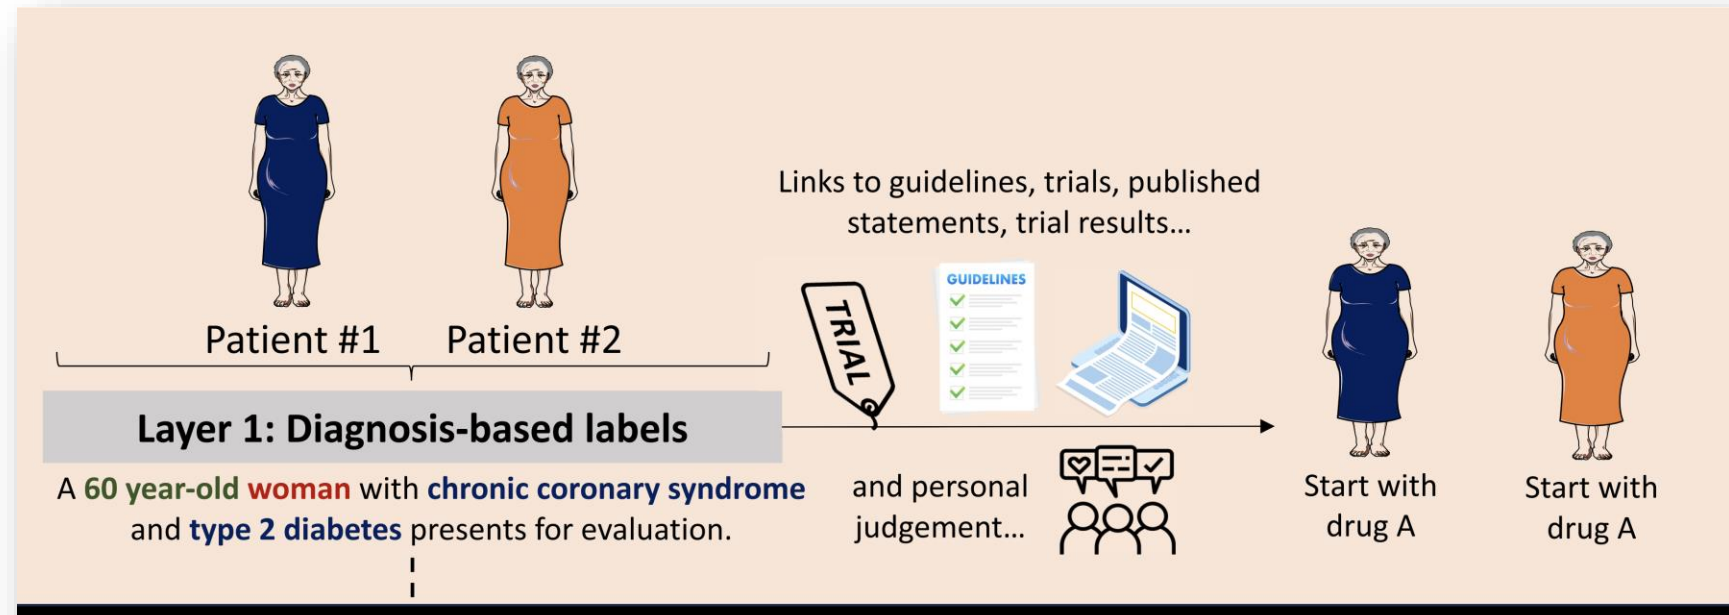 Patient #1
Patient #2
Layer 1: Diagnosis-based labels
A 60 year-old woman with chronic coronary syndrome
and type 2 diabetes presents for evaluation.
Links to guidelines, trials, published
statements, trial results...
TRIAL
GUIDELINES
and personal
judgement...
Start with
drug A
Start with
drug A